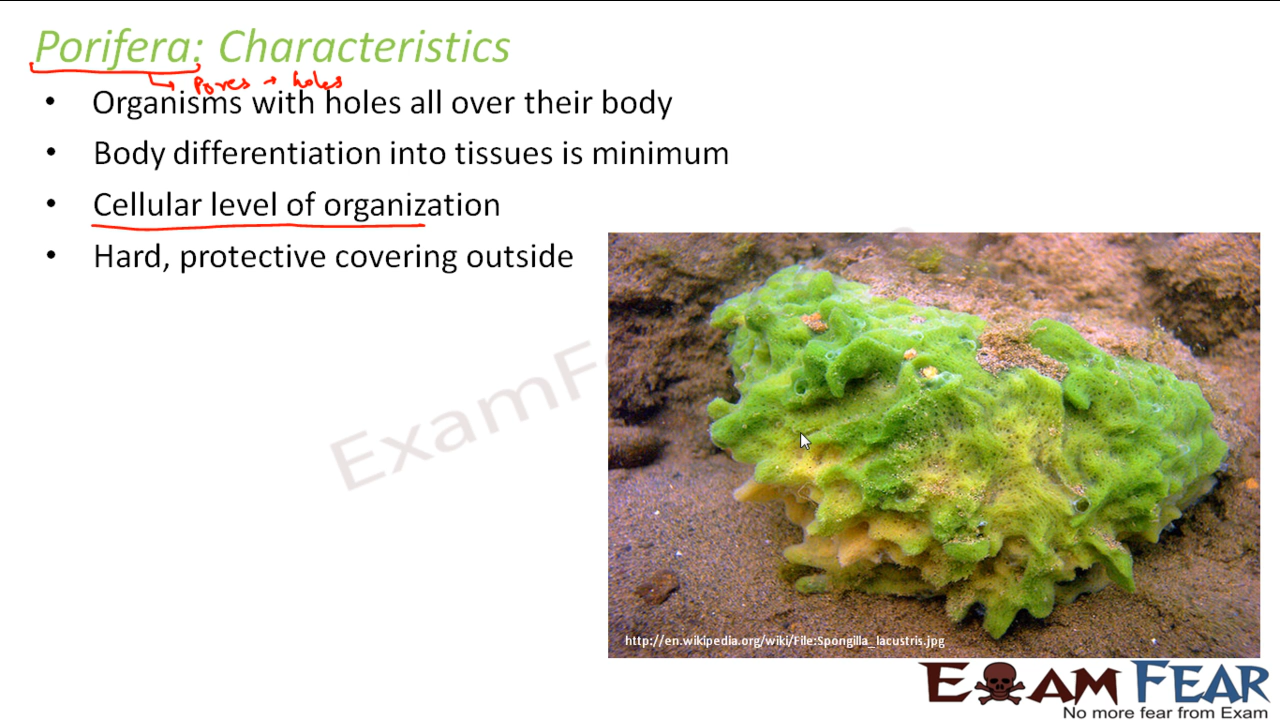 Porifera: Characteristics
Pores → holes
• Organisms with holes all over their body
• Body differentiation into tissues is minimum
• Cellular level of organization
• Hard, protective covering outside
ExamFe
http://en.wikipedia.org/wiki/File:Spongilla_lacustris.jpg
EXAM FEAR
No more fear from Exam